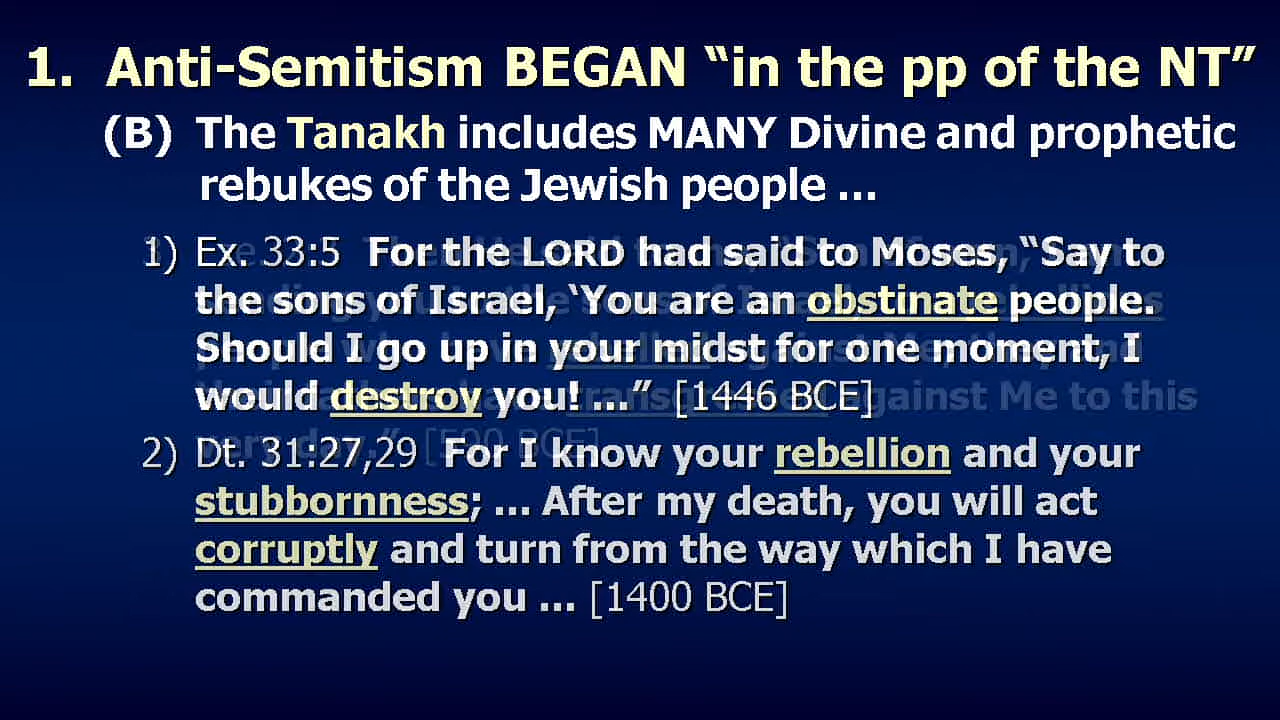 1. Anti-Semitism BEGAN “in the pp of the NT”
(B) The Tanakh includes MANY Divine and prophetic
rebukes of the Jewish people ...
1) Ex. 33:5 For the LORD had said to Moses, “Say to
the sons of Israel, ‘You are an obstinate people.
Should I go up in your midst for one moment, I
would destroy you! ...” [1446 BCE]
2) Dt. 31:27,29 For I know your rebellion and your
stubbornness; ... After my death, you will act
corruptly and turn from the way which I have
commanded you ... [1400 BCE]